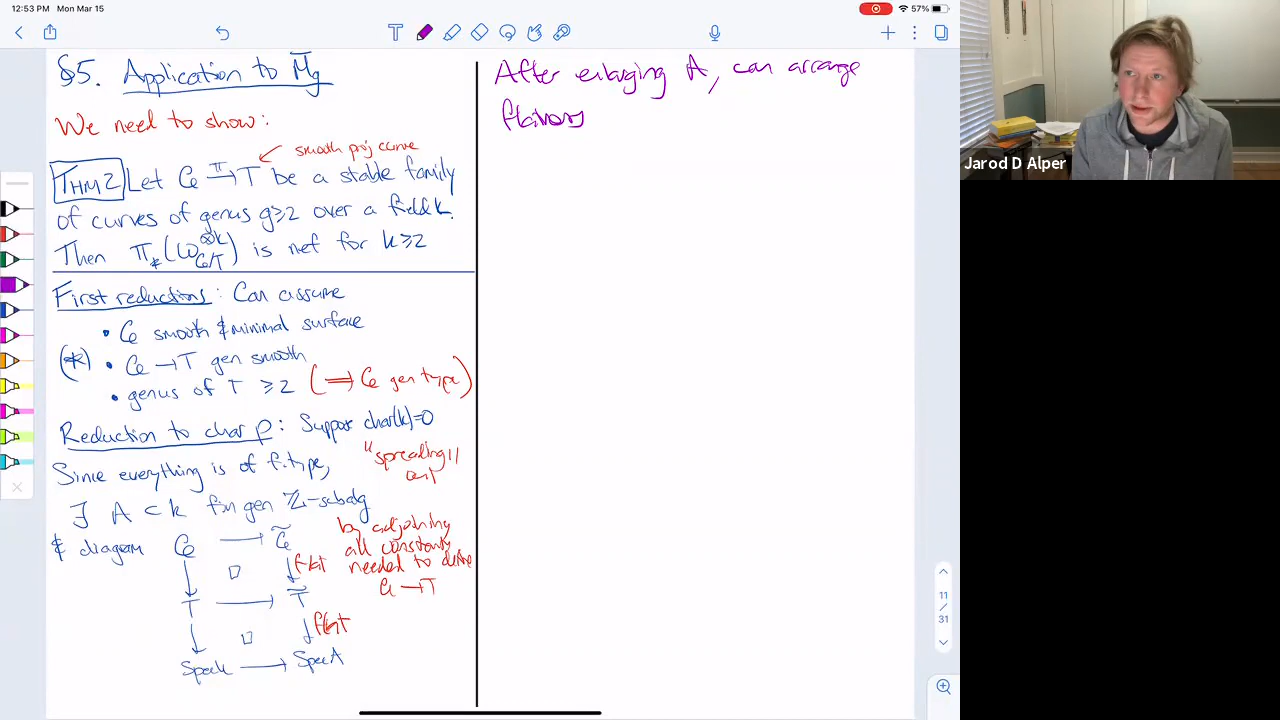 12:53 PM Mon Mar 15
57%
§5. Application to M̄g
We need to show:
smooth proj curve
THM 2 Let 𝒞 →π T be a stable family
of curves of genus g≥2 over a field k.
Then π_*(ω_{𝒞/T}^{⊗k}) is nef for k≥2
First reductions: Can assume
• 𝒞 smooth & minimal surface
(*) • 𝒞 → T gen smooth
• genus of T ≥2 (⟹ 𝒞 gen type)
Reduction to char p: Suppose char(k)=0
Since everything is of f.type,
"spreading out"
∃ A ⊂ k fin gen ℤ-subalg
& diagram 𝒞 → 𝒞̃
by adjoining
all constants
needed to define
𝒞 → T
flat
T → T̃
flat
Spec k → Spec A
After enlarging A, can arrange
T
Jarod D Alper
11
/
31